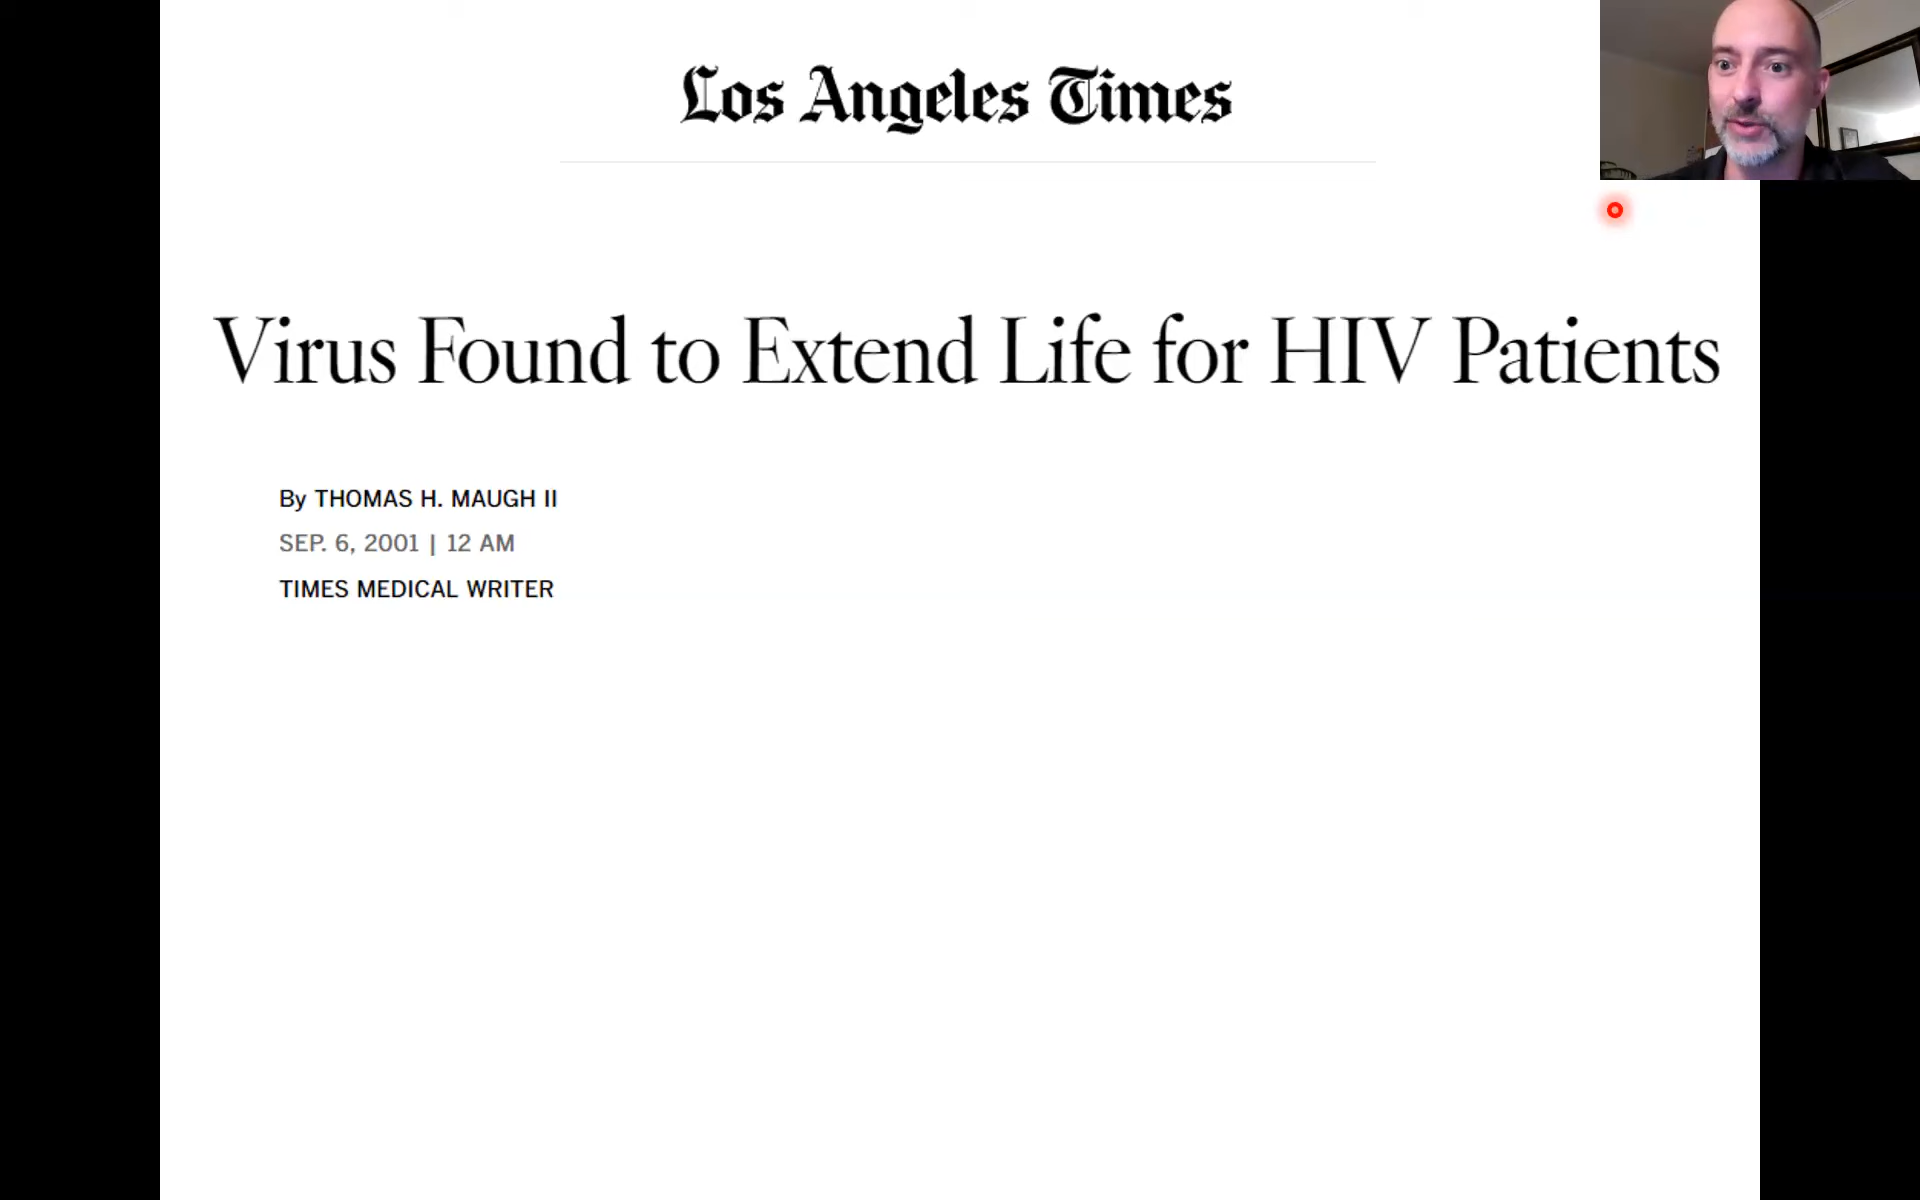 Los Angeles Times
Virus Found to Extend Life for HIV Patients
By THOMAS H. MAUGH II
SEP. 6, 2001 | 12 AM
TIMES MEDICAL WRITER